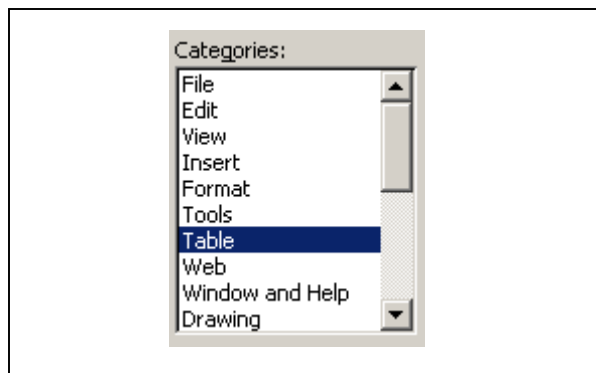 Categories:
File
Edit
View
Insert
Format
Tools
Table
Web
Window and Help
Drawing